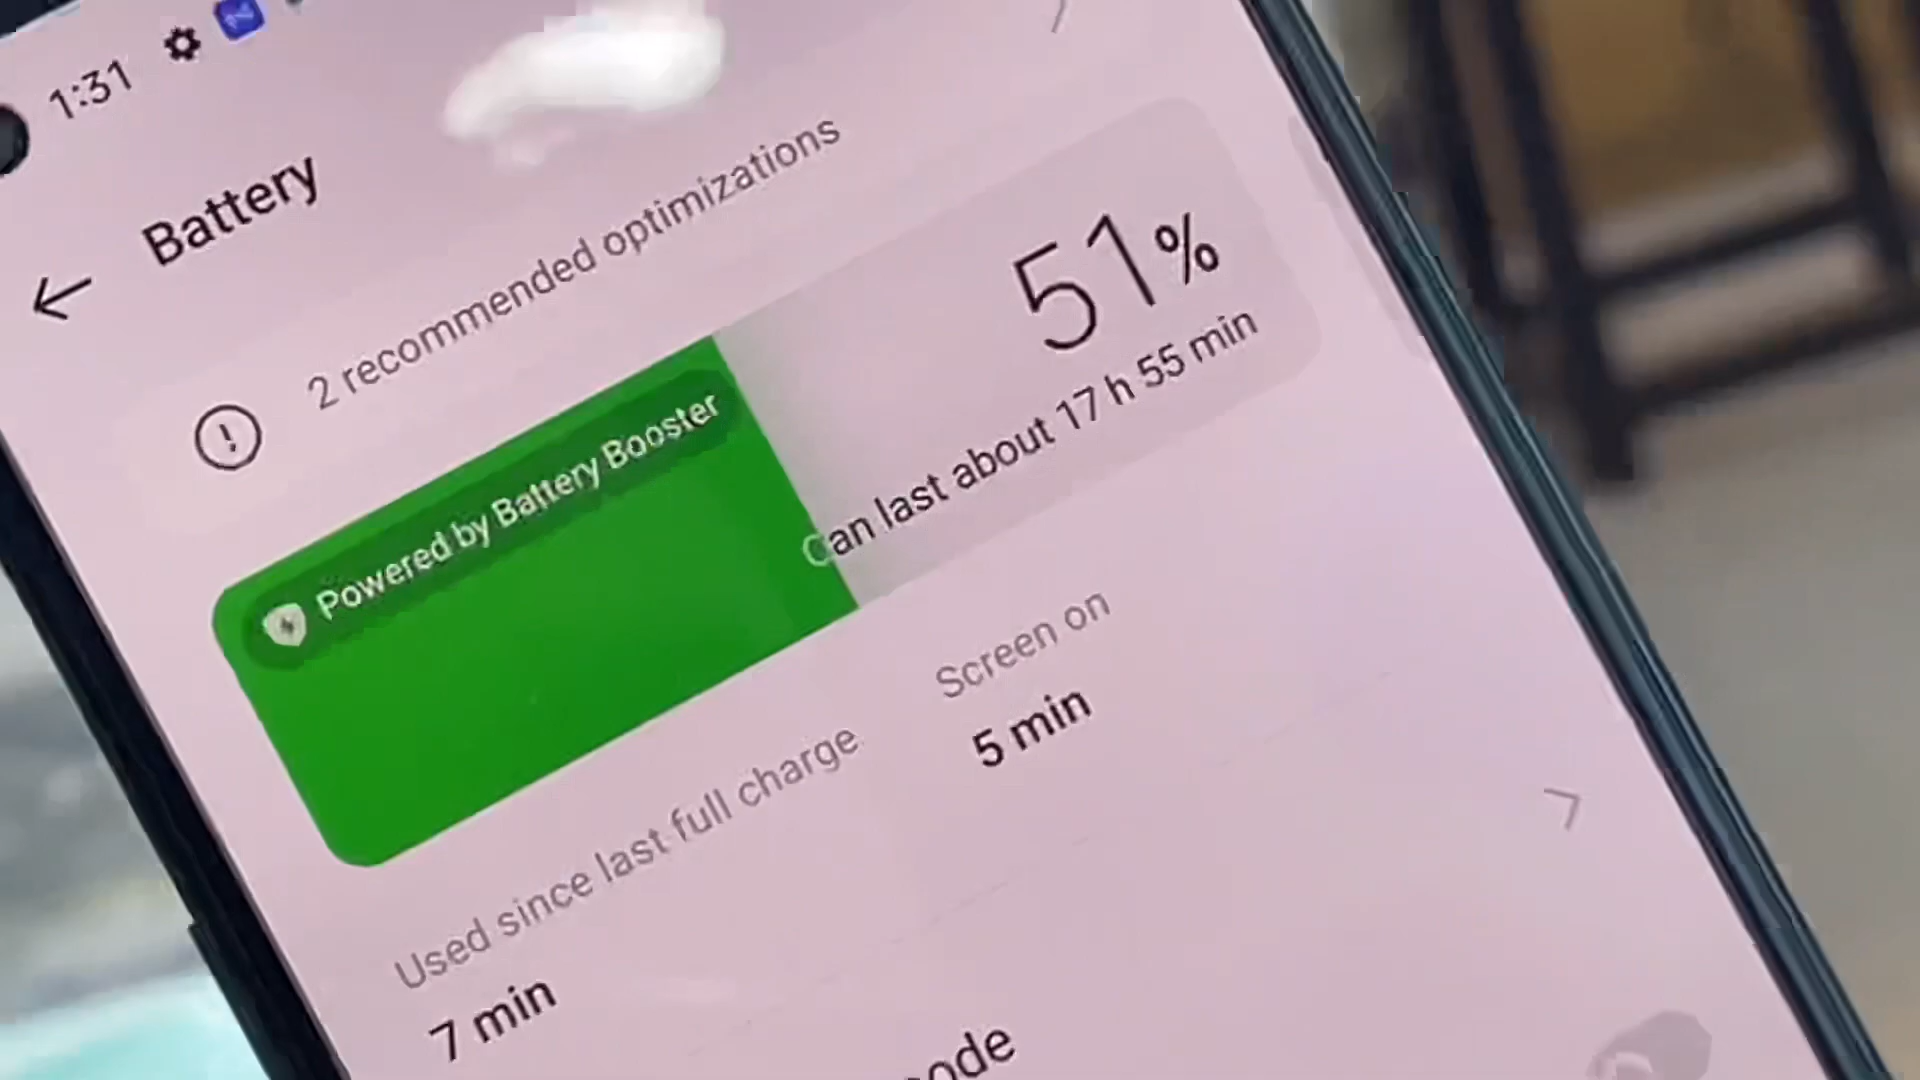 1:31
Battery
2 recommended optimizations
51%
Powered by Battery Booster
Can last about 17 h 55 min
Used since last full charge
7 min
Screen on
5 min